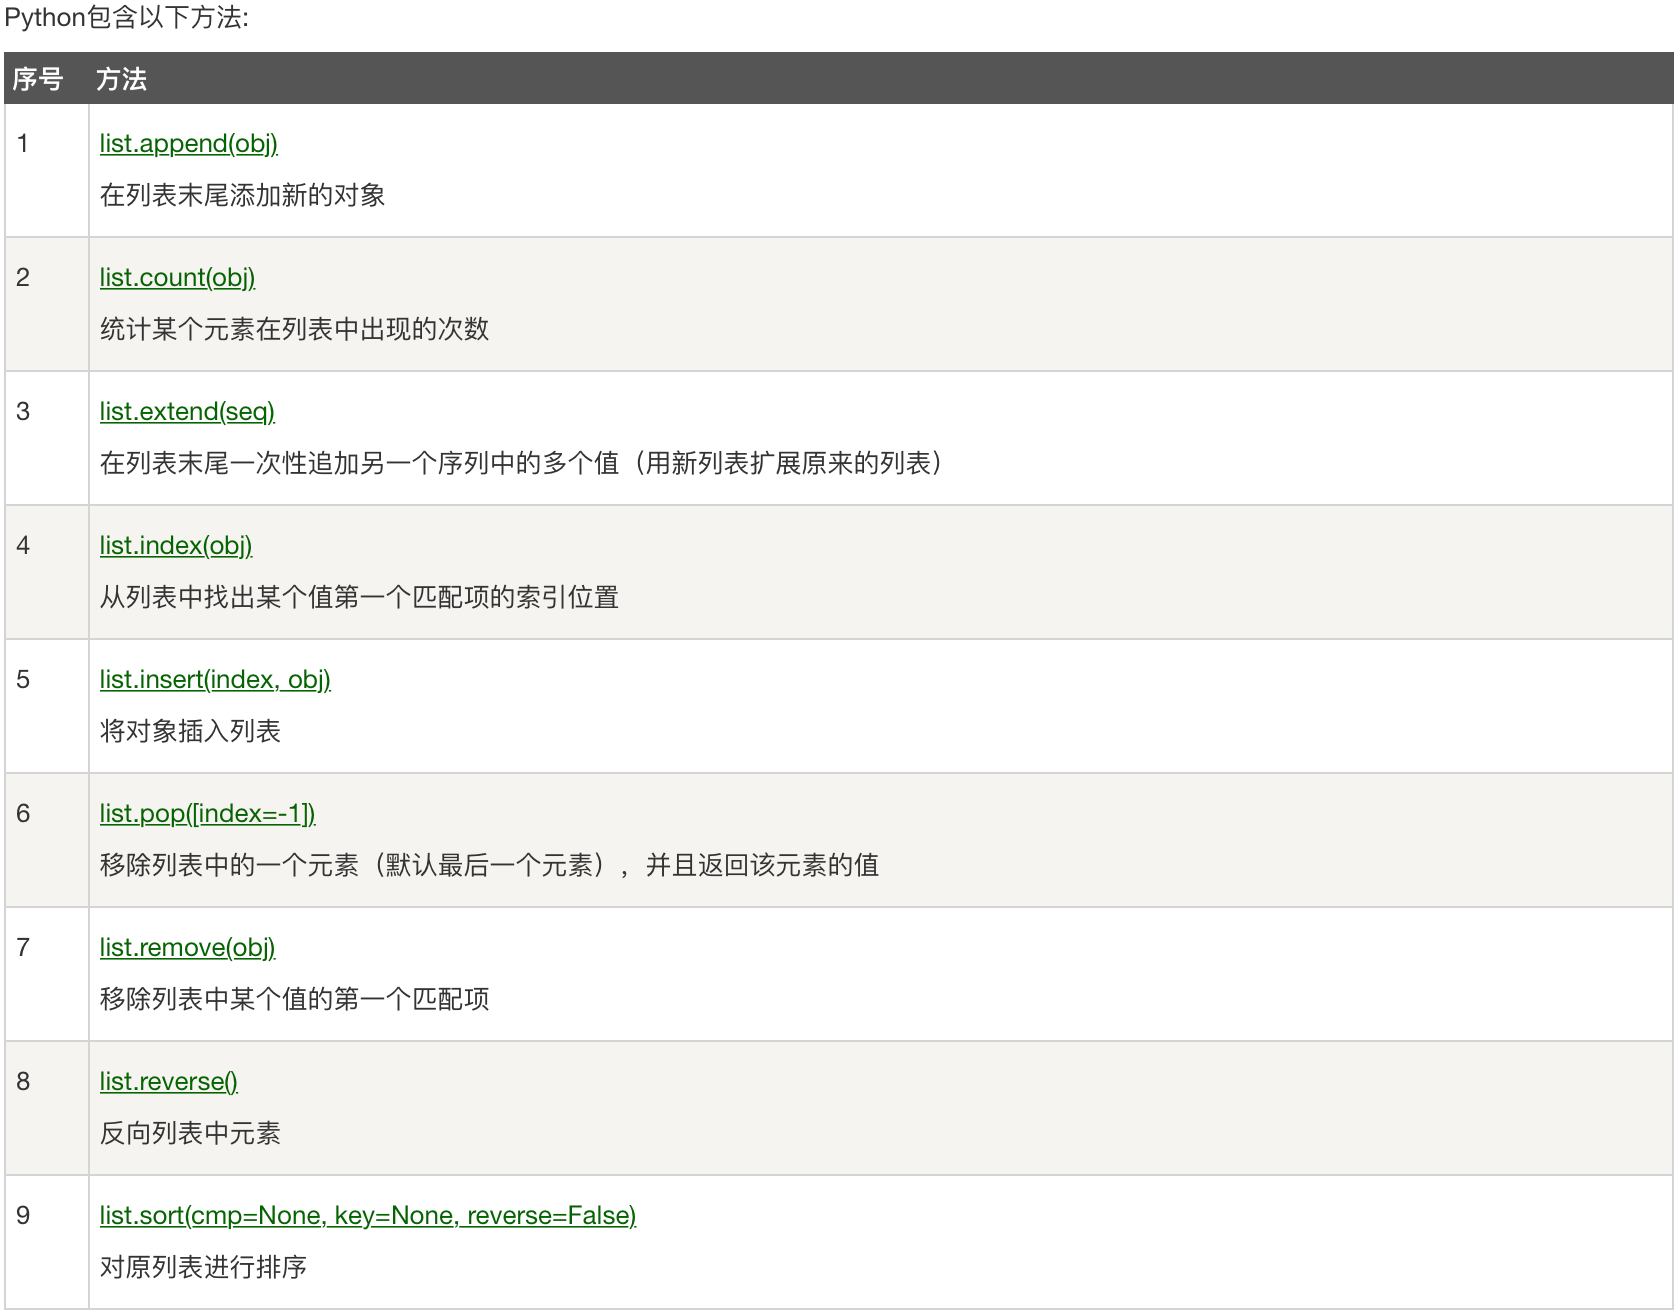 Python包含以下方法:
序号 方法
1 list.append(obj)
在列表末尾添加新的对象
2 list.count(obj)
统计某个元素在列表中出现的次数
3 list.extend(seq)
在列表末尾一次性追加另一个序列中的多个值（用新列表扩展原来的列表）
4 list.index(obj)
从列表中找出某个值第一个匹配项的索引位置
5 list.insert(index, obj)
将对象插入列表
6 list.pop([index=-1])
移除列表中的一个元素（默认最后一个元素），并且返回该元素的值
7 list.remove(obj)
移除列表中某个值的第一个匹配项
8 list.reverse()
反向列表中元素
9 list.sort(cmp=None, key=None, reverse=False)
对原列表进行排序